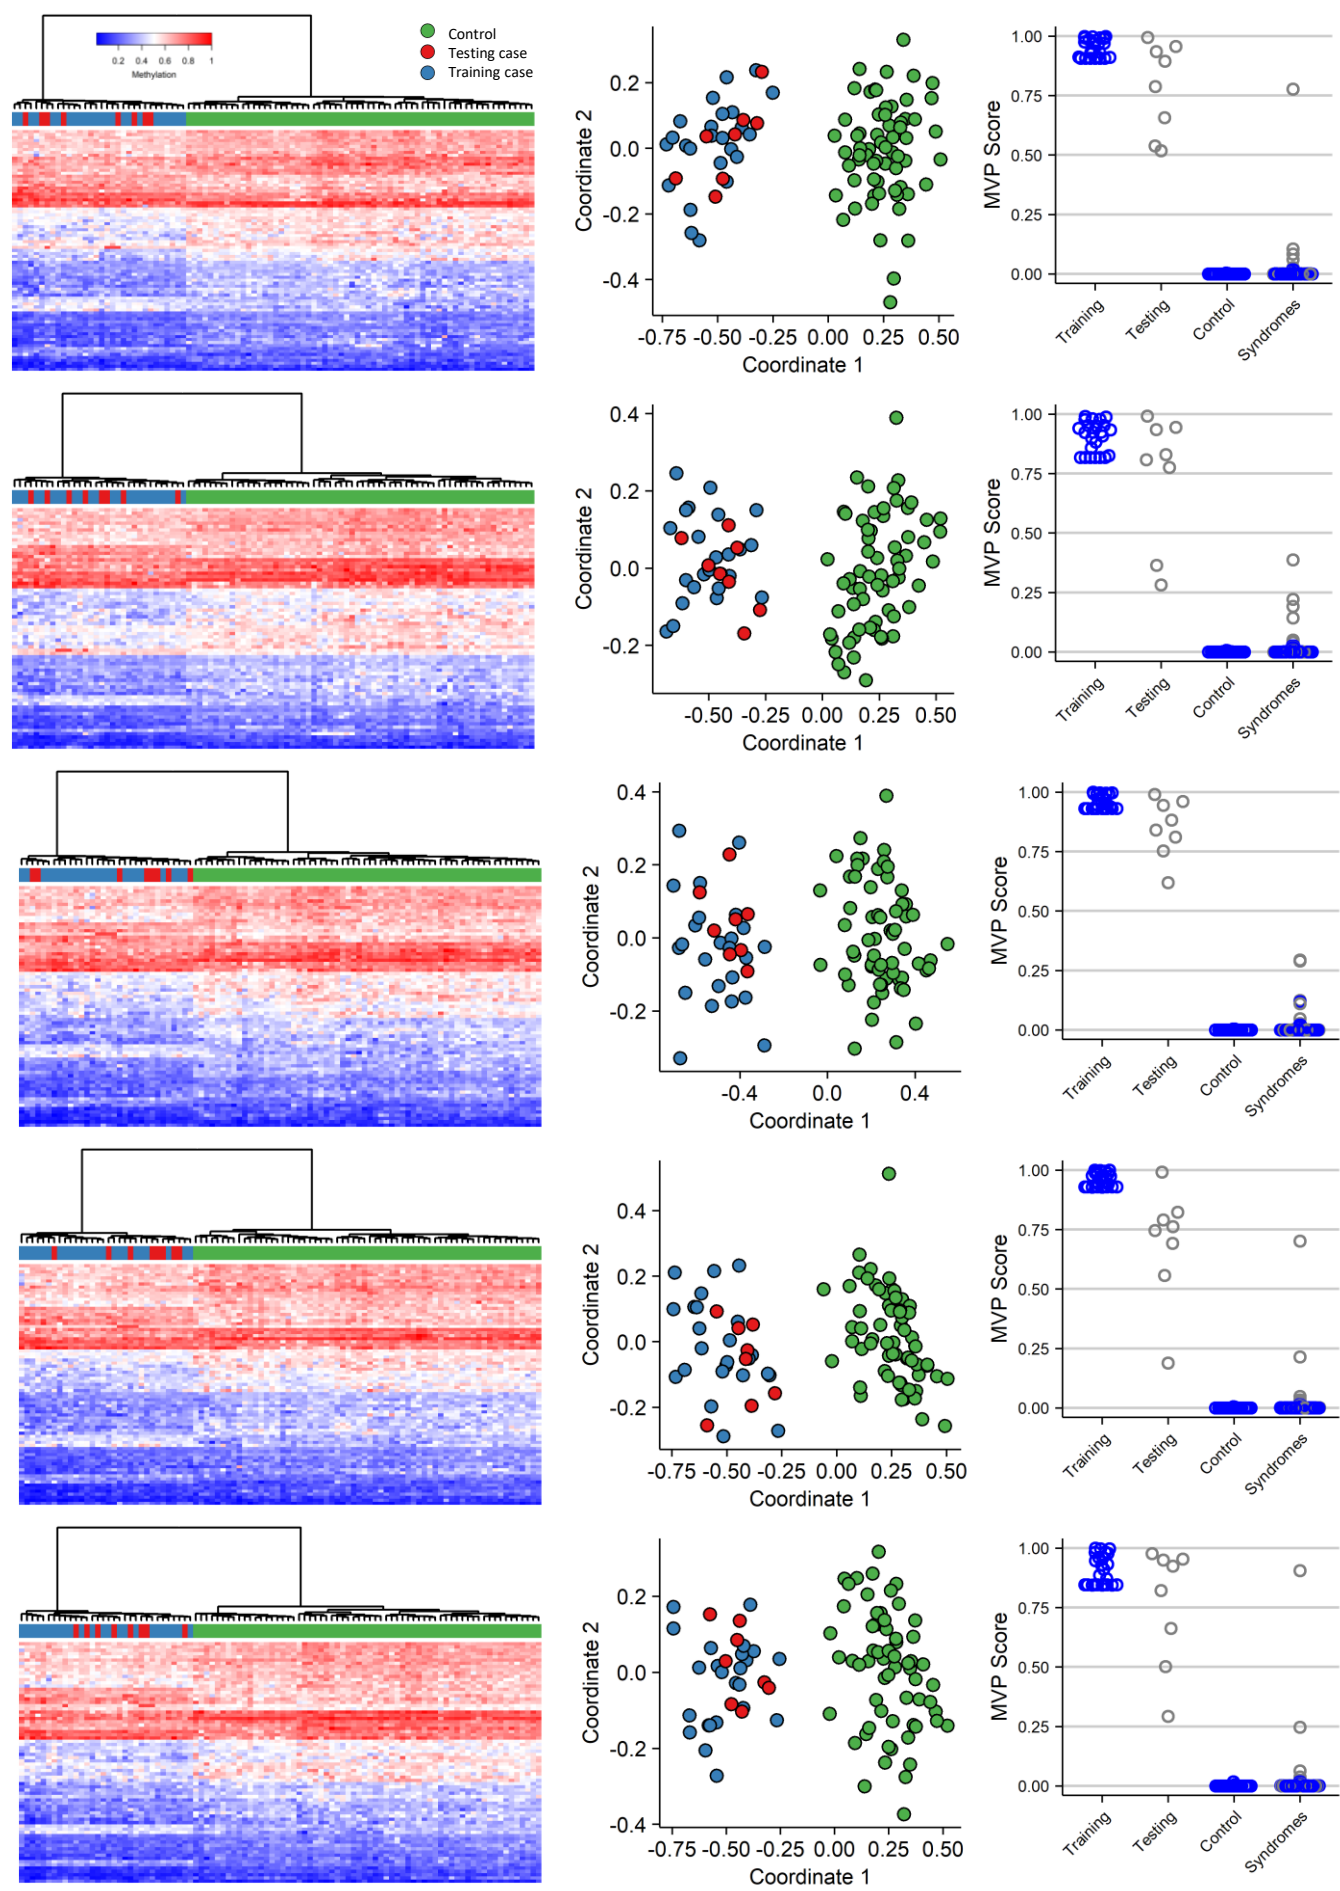 Control
Testing case
Training case
0.2 0.4 0.6 0.8 1
Methylation
0.2
0.0
-0.2
-0.4
Coordinate 2
-0.75 -0.50 -0.25 0.00 0.25 0.50
Coordinate 1
1.00
0.75
0.50
0.25
0.00
MVP Score
Training Testing Control Syndromes
0.4
0.2
0.0
-0.2
Coordinate 2
-0.50 -0.25 0.00 0.25 0.50
Coordinate 1
1.00
0.75
0.50
0.25
0.00
MVP Score
Training Testing Control Syndromes
0.4
0.2
0.0
-0.2
Coordinate 2
-0.4 0.0 0.4
Coordinate 1
1.00
0.75
0.50
0.25
0.00
MVP Score
Training Testing Control Syndromes
0.4
0.2
0.0
-0.2
Coordinate 2
-0.75 -0.50 -0.25 0.00 0.25 0.50
Coordinate 1
1.00
0.75
0.50
0.25
0.00
MVP Score
Training Testing Control Syndromes
0.2
0.0
-0.2
-0.4
Coordinate 2
-0.75 -0.50 -0.25 0.00 0.25 0.50
Coordinate 1
1.00
0.75
0.50
0.25
0.00
MVP Score
Training Testing Control Syndromes